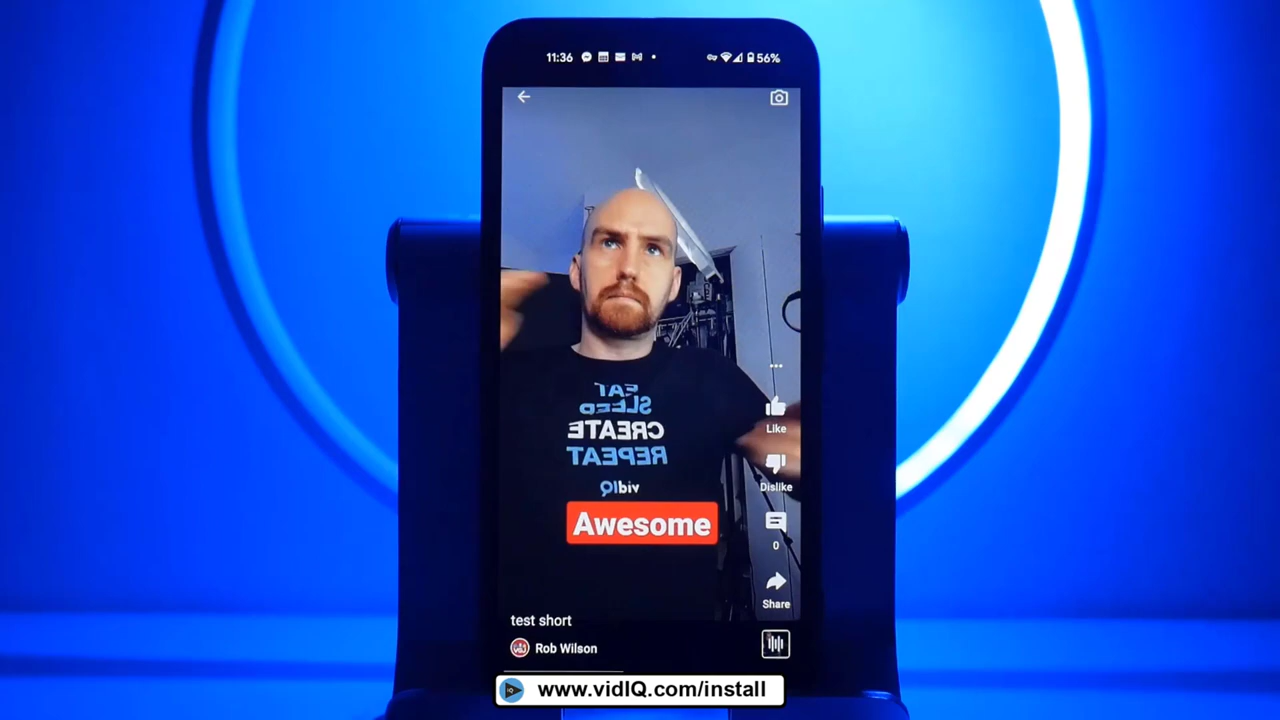 11:36
56%
EAT
SLEEP
CREATE
REPEAT
vidIQ
Awesome
Like
Dislike
0
Share
test short
Rob Wilson
www.vidIQ.com/install